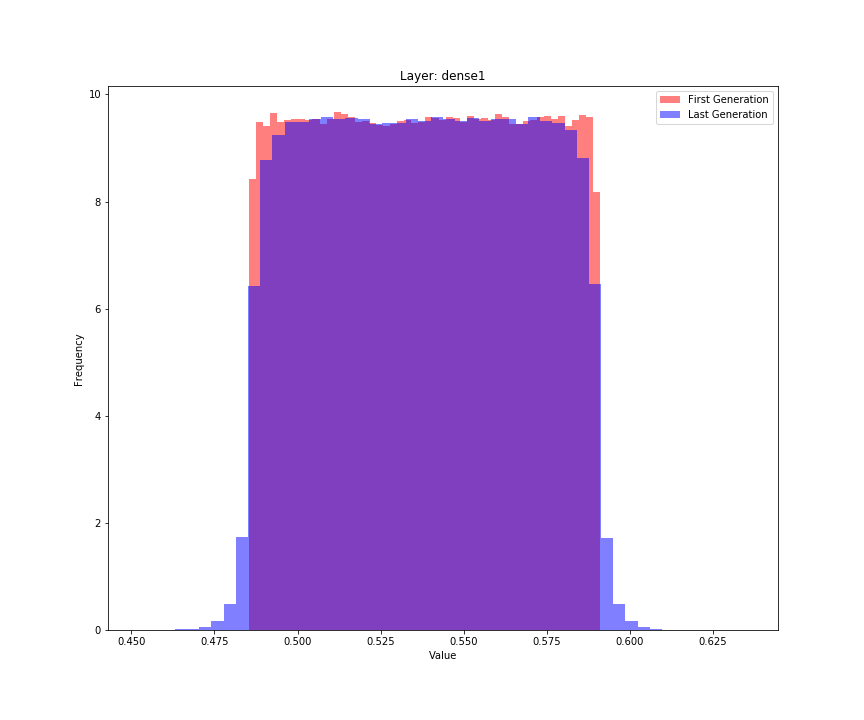 Layer: dense1
First Generation
Last Generation
10
8
6
4
2
0
Frequency
0.450 0.475 0.500 0.525 0.550 0.575 0.600 0.625
Value